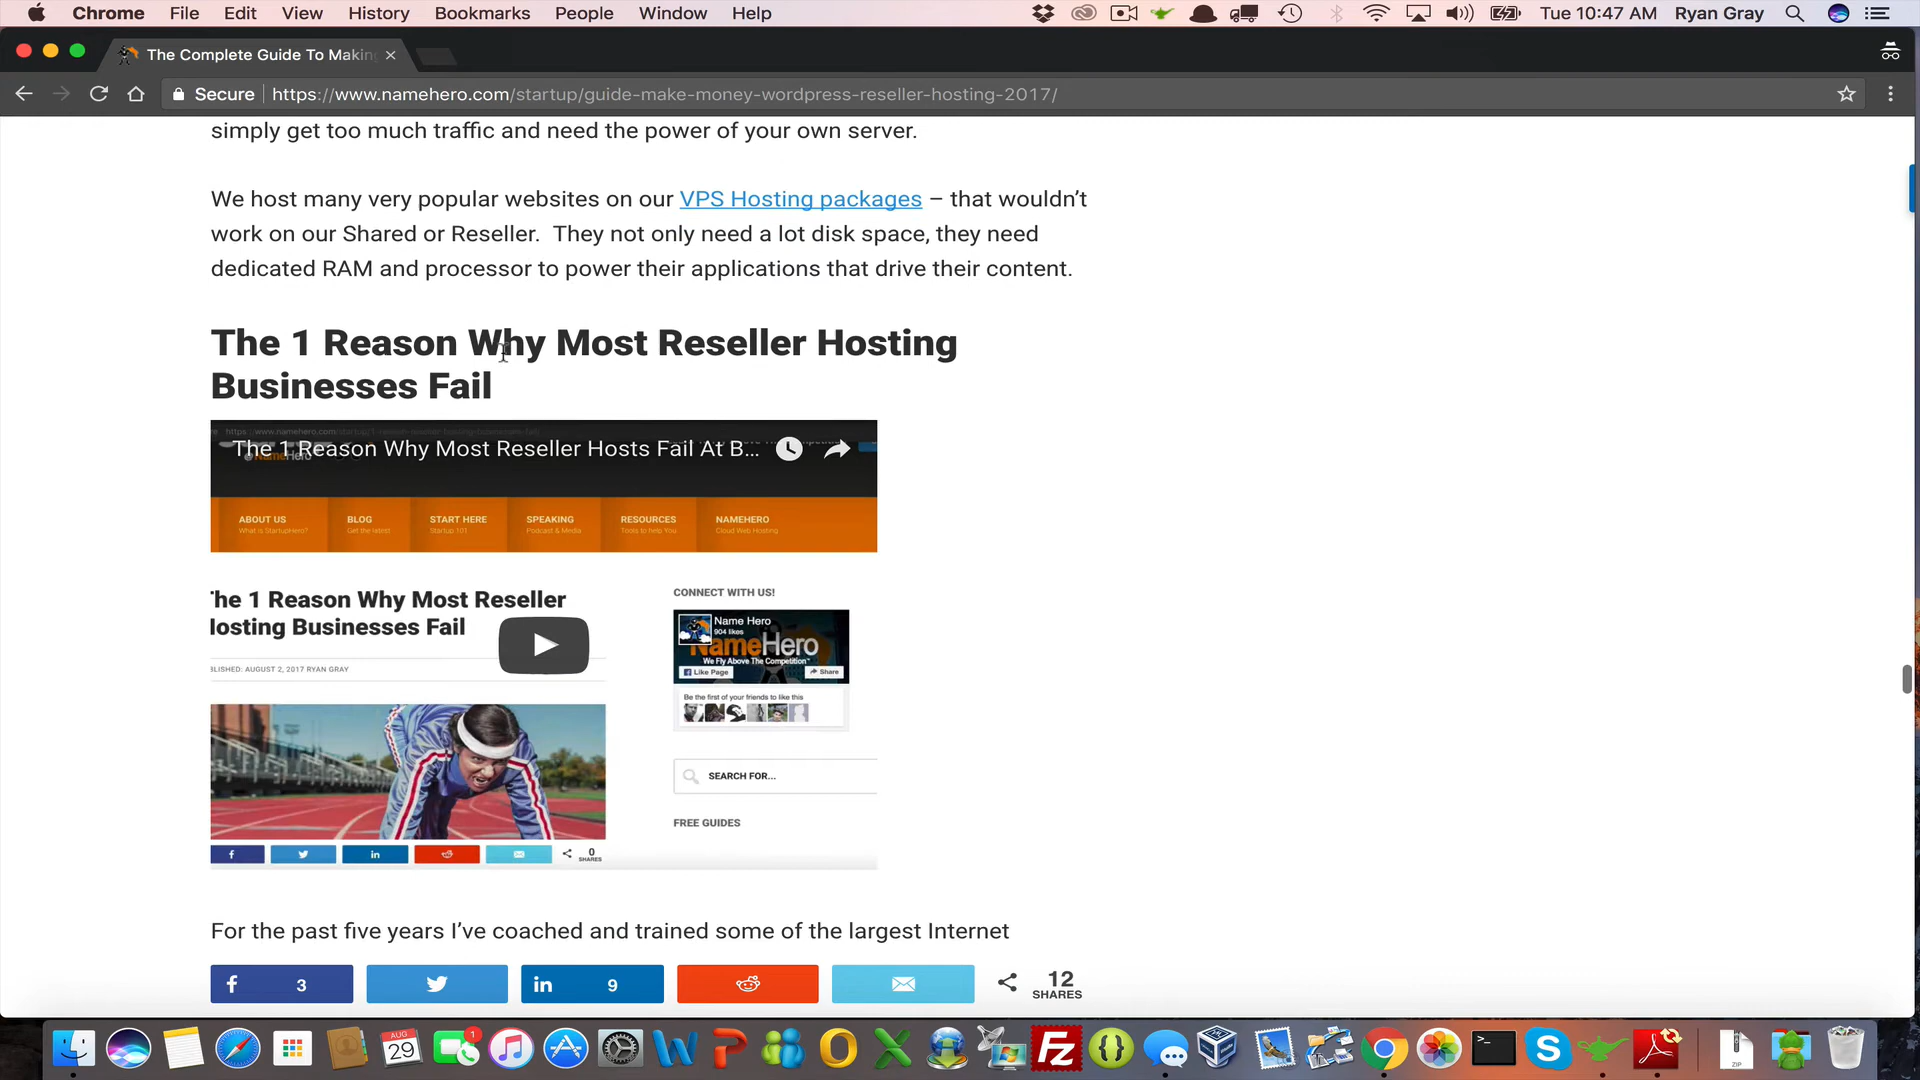 Chrome File Edit View History Bookmarks People Window Help
Tue 10:47 AM Ryan Gray
The Complete Guide To Making
Secure https://www.namehero.com/startup/guide-make-money-wordpress-reseller-hosting-2017/
simply get too much traffic and need the power of your own server.
We host many very popular websites on our VPS Hosting packages – that wouldn’t
work on our Shared or Reseller. They not only need a lot disk space, they need
dedicated RAM and processor to power their applications that drive their content.
The 1 Reason Why Most Reseller Hosting
Businesses Fail
The 1 Reason Why Most Reseller Hosts Fail At B...
ABOUT US BLOG START HERE SPEAKING RESOURCES NAMEHERO
What is StartupHero? Get the latest Startup 101 Podcast & Media Tools to help You Cloud Web Hosting
The 1 Reason Why Most Reseller
Hosting Businesses Fail
BLISHED: AUGUST 2, 2017 RYAN GRAY
CONNECT WITH US!
Name Hero
904 likes
NameHero
We Fly Above The Competition™
Like Page Share
Be the first of your friends to like this
SEARCH FOR...
FREE GUIDES
0
SHARES
For the past five years I’ve coached and trained some of the largest Internet
3 9 12
SHARES
AUG
29
1
ZIP